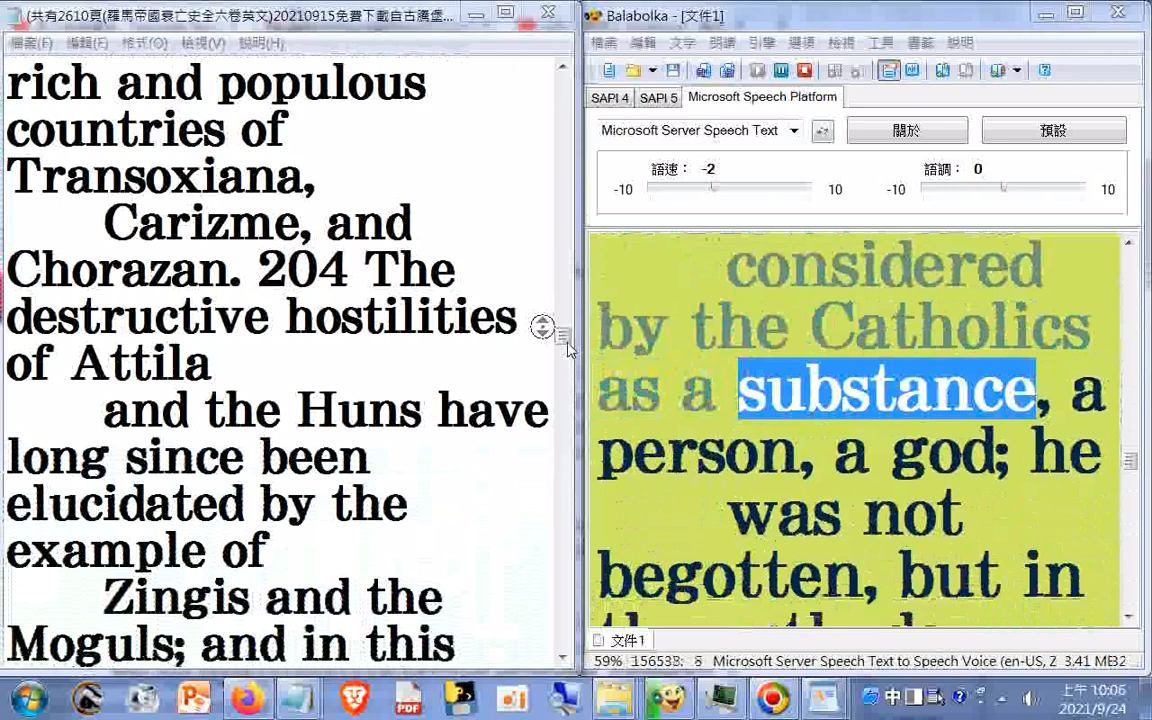 (共有2610頁(羅馬帝國衰亡史全六卷英文)20210915免費下載自古騰堡...
檔案(F) 編輯(E) 格式(O) 檢視(V) 說明(H)
rich and populous
countries of
Transoxiana,
Carizme, and
Chorazan. 204 The
destructive hostilities
of Attila
and the Huns have
long since been
elucidated by the
example of
Zingis and the
Moguls; and in this
Balabolka - [文件1]
檔案 編輯 文字 朗讀 引擎 選項 檢視 工具 書籤 說明
SAPI 4 SAPI 5 Microsoft Speech Platform
Microsoft Server Speech Text 關於 預設
語速： -2 語調： 0
-10 10 -10 10
considered
by the Catholics
as a substance, a
person, a god; he
was not
begotten, but in
文件1
59% 156538: 8 Microsoft Server Speech Text to Speech Voice (en-US, Z 3.41 MB32
中
上午 10:06
2021/9/24